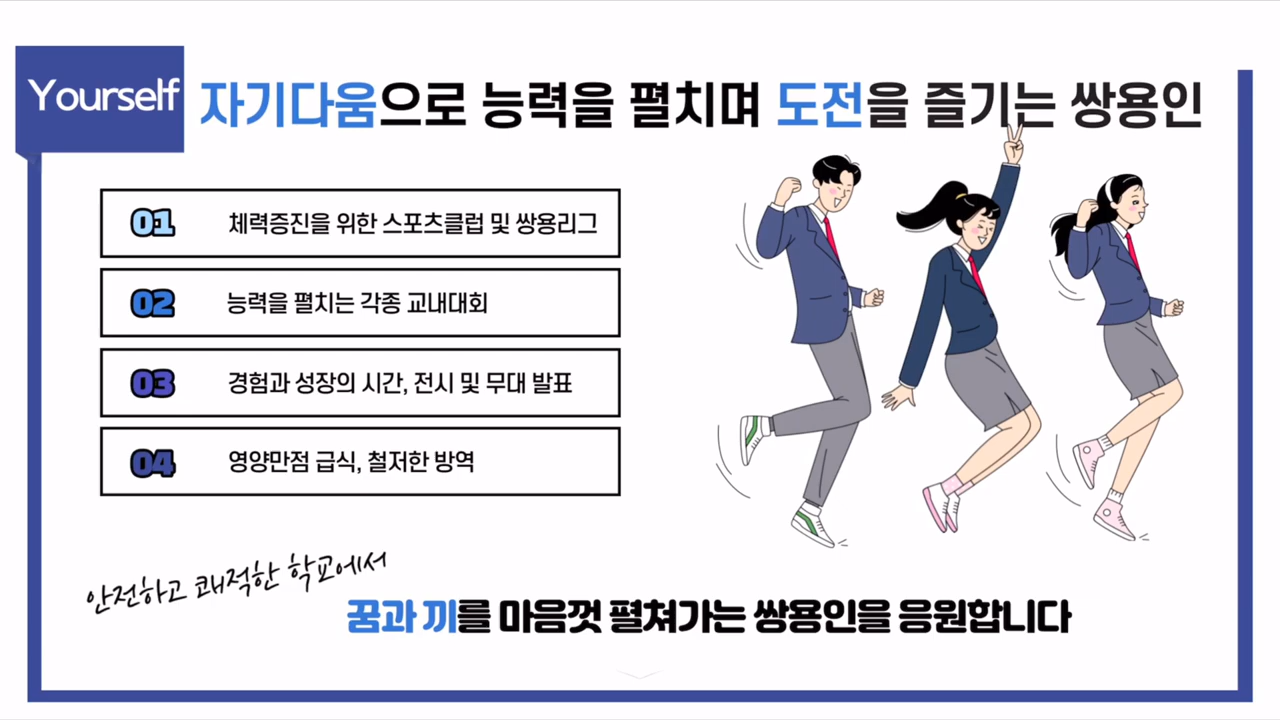 Yourself
자기다움으로 능력을 펼치며 도전을 즐기는 쌍용인
01 체력증진을 위한 스포츠클럽 및 쌍용리그
02 능력을 펼치는 각종 교내대회
03 경험과 성장의 시간, 전시 및 무대 발표
04 영양만점 급식, 철저한 방역
안전하고 쾌적한 학교에서
꿈과 끼를 마음껏 펼쳐가는 쌍용인을 응원합니다